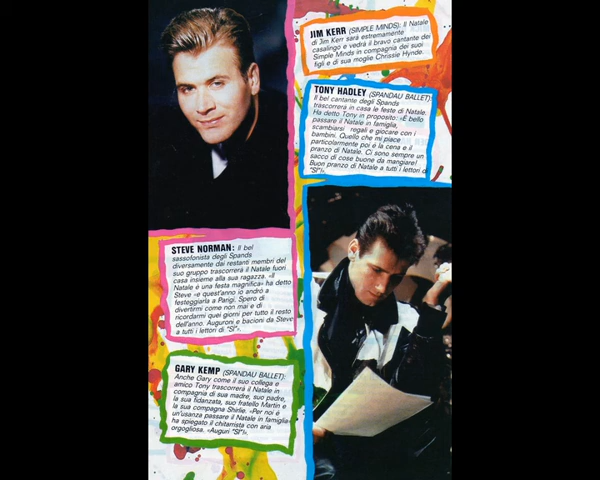 JIM KERR (SIMPLE MINDS): Il Natale
di Jim Kerr sarà estremamente
casalingo e vedrà il bravo cantante dei
Simple Minds in compagnia dei suoi
figli e di sua moglie Chrissie Hynde.
TONY HADLEY (SPANDAU BALLET):
Il bel cantante degli Spands
trascorrerà in casa le feste di Natale.
Ha detto Tony in proposito: «È bello
passare il Natale in famiglia,
scambiarsi regali e giocare con i
bambini. Quello che mi piace
particolarmente poi è la cena e il
pranzo di Natale. Ci sono sempre un
sacco di cose buone da mangiare!
Buon pranzo di Natale a tutti i lettori di
"SÌ"!».
STEVE NORMAN: Il bel
sassofonista degli Spands
diversamente dai restanti membri del
suo gruppo trascorrerà il Natale fuori
casa insieme alla sua ragazza. «Il
Natale è una festa magnifica» ha detto
Steve «e quest'anno io andrò a
festeggiarla a Parigi. Spero di
divertirmi come non mai e di
ricordarmi quei giorni per tutto il resto
dell'anno. Auguroni e bacioni da Steve
a tutti i lettori di "SÌ"».
GARY KEMP (SPANDAU BALLET):
Anche Gary come il suo collega e
amico Tony trascorrerà il Natale in
compagnia di sua madre, suo padre,
la sua fidanzata, suo fratello Martin e
la sua compagna Shirlie. «Per noi è
un'usanza passare il Natale in famiglia»
ha spiegato il chitarrista con aria
orgogliosa. «Auguri "SÌ"».